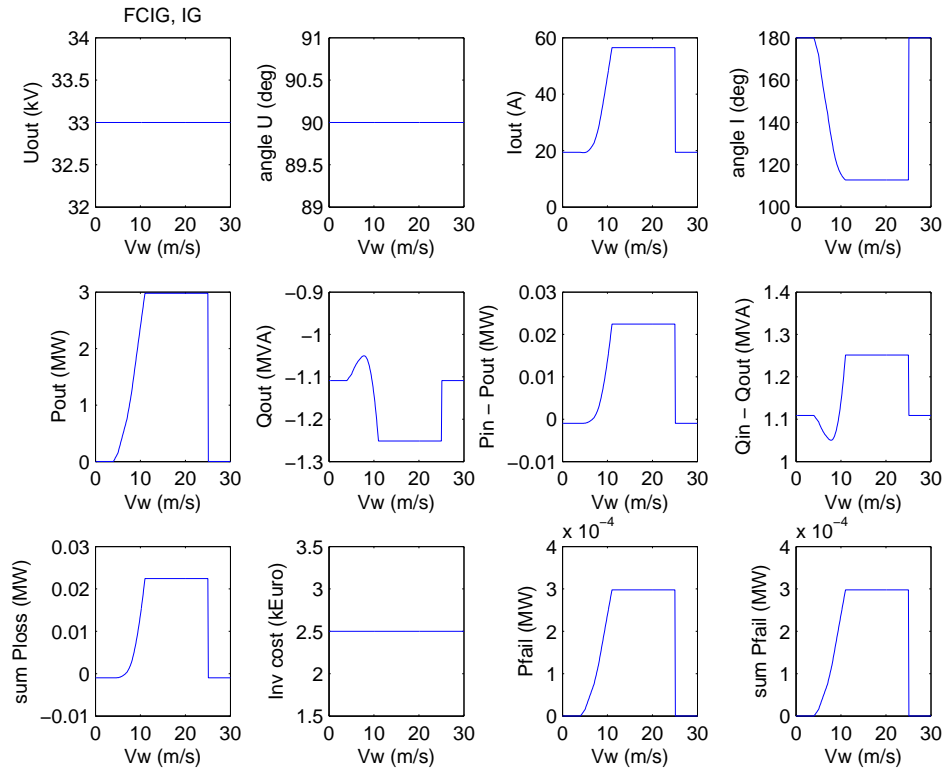 FCIG, IG
34
33.5
33
32.5
32
Uout (kV)
0 10 20 30
Vw (m/s)
91
90.5
90
89.5
89
angle U (deg)
0 10 20 30
Vw (m/s)
60
40
20
0
Iout (A)
0 10 20 30
Vw (m/s)
180
160
140
120
100
angle I (deg)
0 10 20 30
Vw (m/s)
3
2
1
0
Pout (MW)
0 10 20 30
Vw (m/s)
−0.9
−1
−1.1
−1.2
−1.3
Qout (MVA)
0 10 20 30
Vw (m/s)
0.03
0.02
0.01
0
−0.01
Pin − Pout (MW)
0 10 20 30
Vw (m/s)
1.4
1.3
1.2
1.1
1
Qin − Qout (MVA)
0 10 20 30
Vw (m/s)
0.03
0.02
0.01
0
−0.01
sum Ploss (MW)
0 10 20 30
Vw (m/s)
3.5
3
2.5
2
1.5
Inv cost (kEuro)
0 10 20 30
Vw (m/s)
x 10−4
4
3
2
1
0
Pfail (MW)
0 10 20 30
Vw (m/s)
x 10−4
4
3
2
1
0
sum Pfail (MW)
0 10 20 30
Vw (m/s)